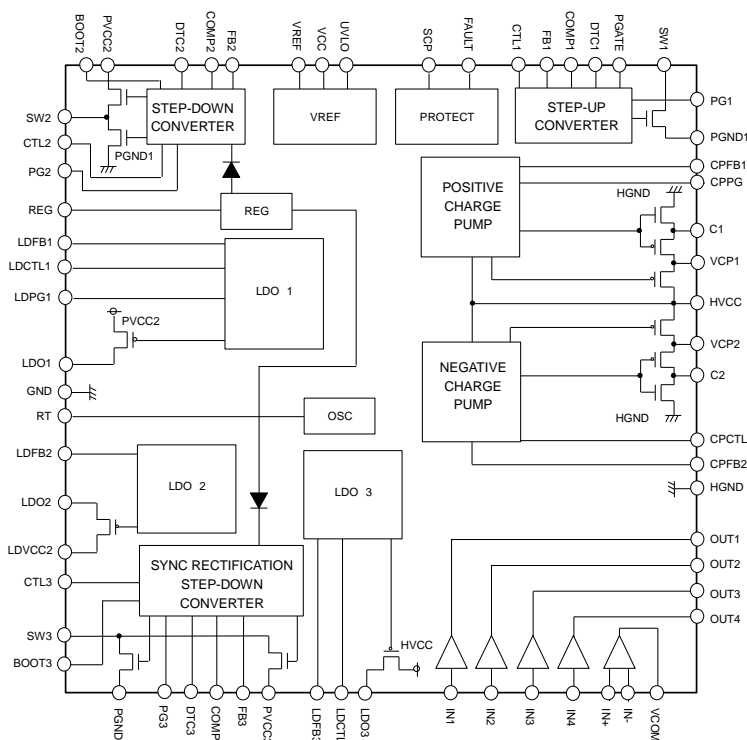 BOOT2
PVCC2
DTC2
COMP2
FB2
VREF
VCC
UVLO
SCP
FAULT
CTL1
FB1
COMP1
DTC1
PGATE
SW1
SW2
CTL2
PG2
REG
LDFB1
LDCTL1
LDPG1
LDO1
GND
RT
LDFB2
LDO2
LDVCC2
CTL3
SW3
BOOT3
STEP-DOWN
CONVERTER
PGND1
VREF
PROTECT
STEP-UP
CONVERTER
REG
LDO 1
PVCC2
POSITIVE
CHARGE
PUMP
HGND
NEGATIVE
CHARGE
PUMP
HGND
OSC
LDO 2
LDO 3
SYNC RECTIFICATION
STEP-DOWN
CONVERTER
HVCC
PG1
PGND1
CPFB1
CPPG
C1
VCP1
HVCC
VCP2
C2
CPCTL
CPFB2
HGND
OUT1
OUT2
OUT3
OUT4
PGND
PG3
DTC3
COMP
FB3
PVCC3
LDFB3
LDCTL
LDO3
IN1
IN2
IN3
IN4
IN+
IN-
VCOM